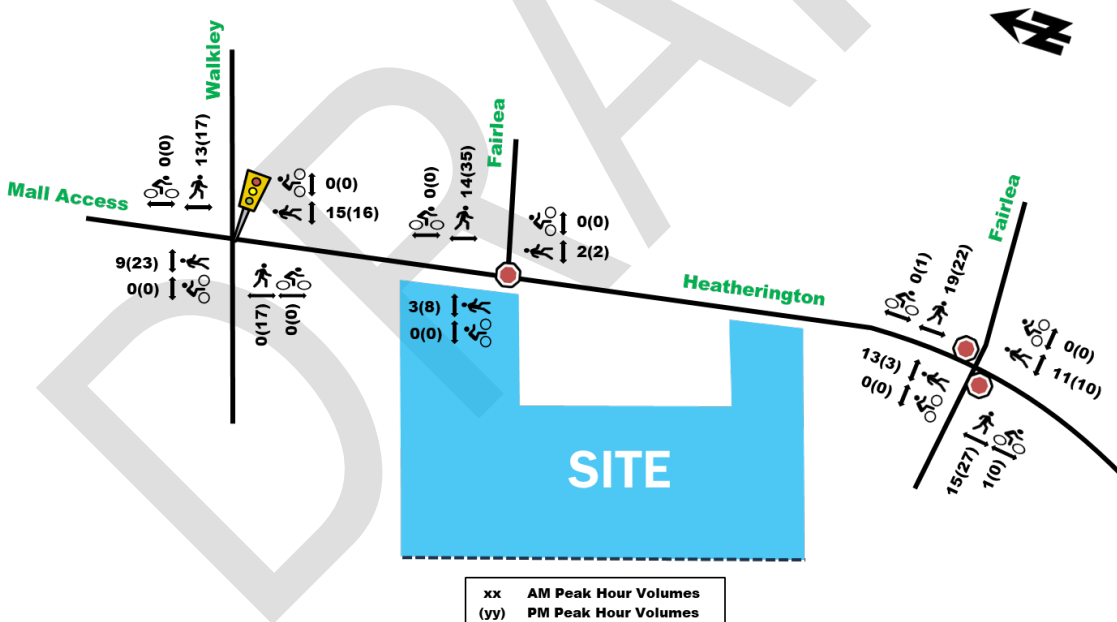 DRA
N
Walkley
Fairlea
Fairlea
Mall Access
Heatherington
0(0)
13(17)
0(0)
15(16)
9(23)
0(0)
0(17)
0(0)
0(0)
14(35)
0(0)
2(2)
3(8)
0(0)
0(1)
19(22)
0(0)
11(10)
13(3)
0(0)
15(27)
1(0)
SITE
xx AM Peak Hour Volumes
(yy) PM Peak Hour Volumes